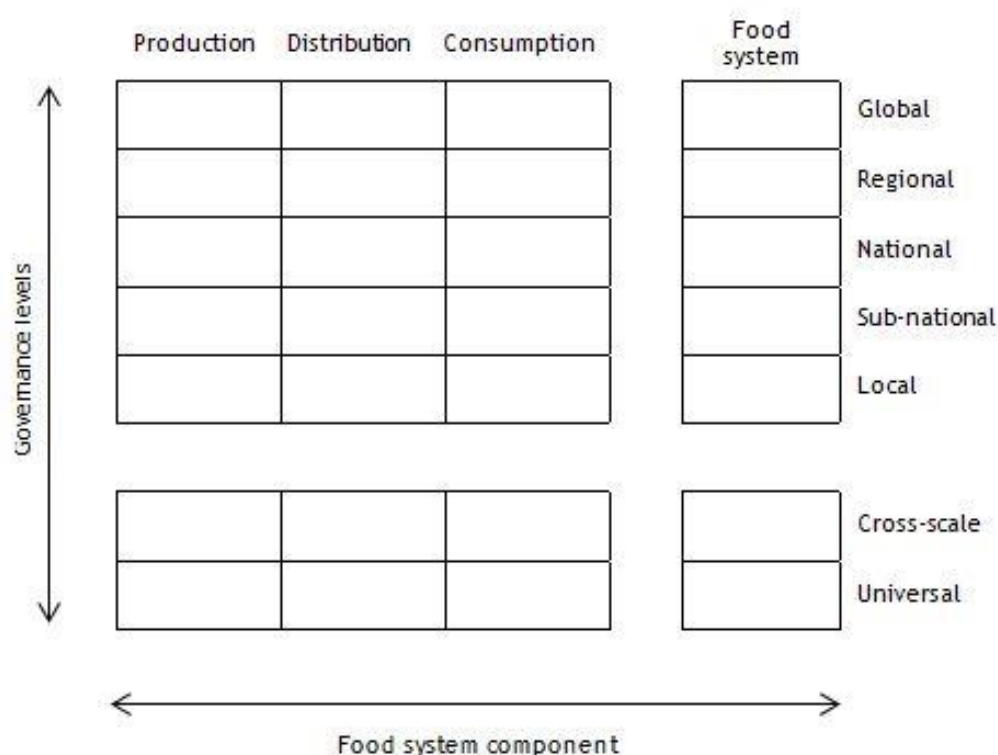 Production Distribution Consumption Food
system
Global
Regional
National
Sub-national
Local
Cross-scale
Universal
Governance levels
Food system component